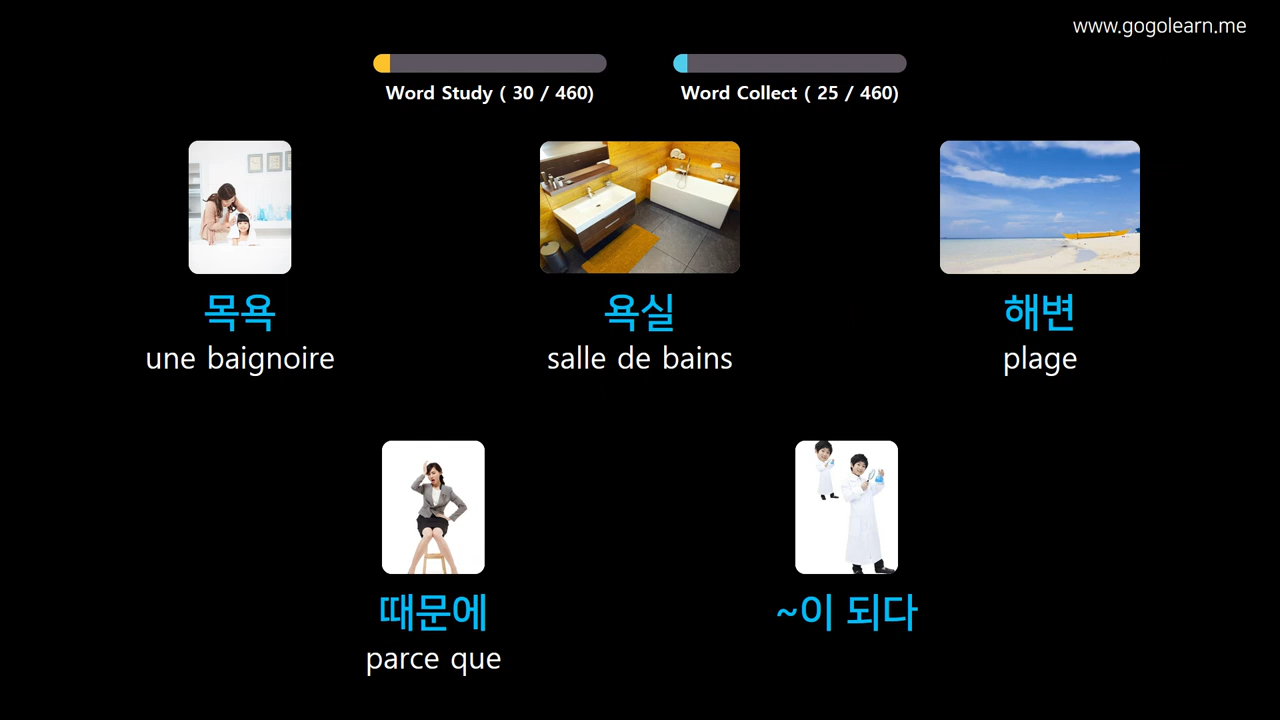 www.gogolearn.me
Word Study ( 30 / 460)
Word Collect ( 25 / 460)
목욕
une baignoire
욕실
salle de bains
해변
plage
때문에
parce que
~이 되다